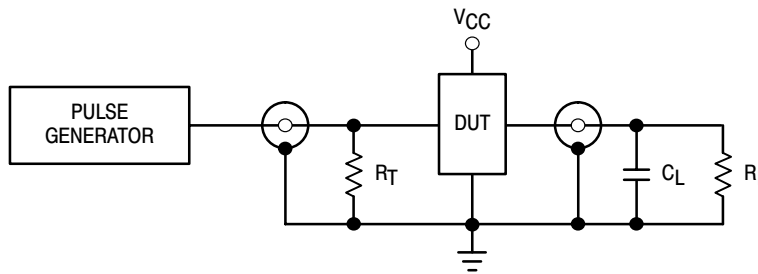 VCC
PULSE
GENERATOR
DUT
RT
CL
R